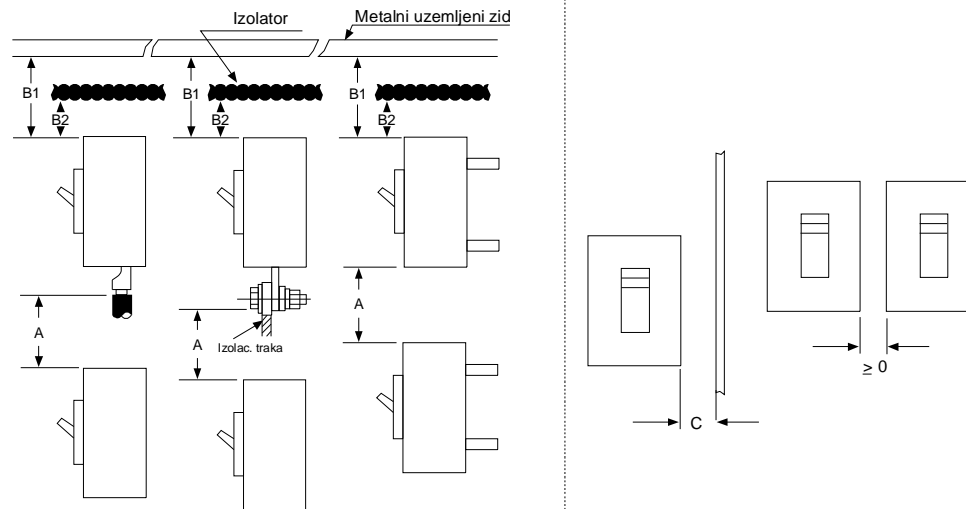 Izolator
Metalni uzemljeni zid
B1
B1
B1
B2
B2
B2
A
A
Izolac. traka
A
≥ 0
C